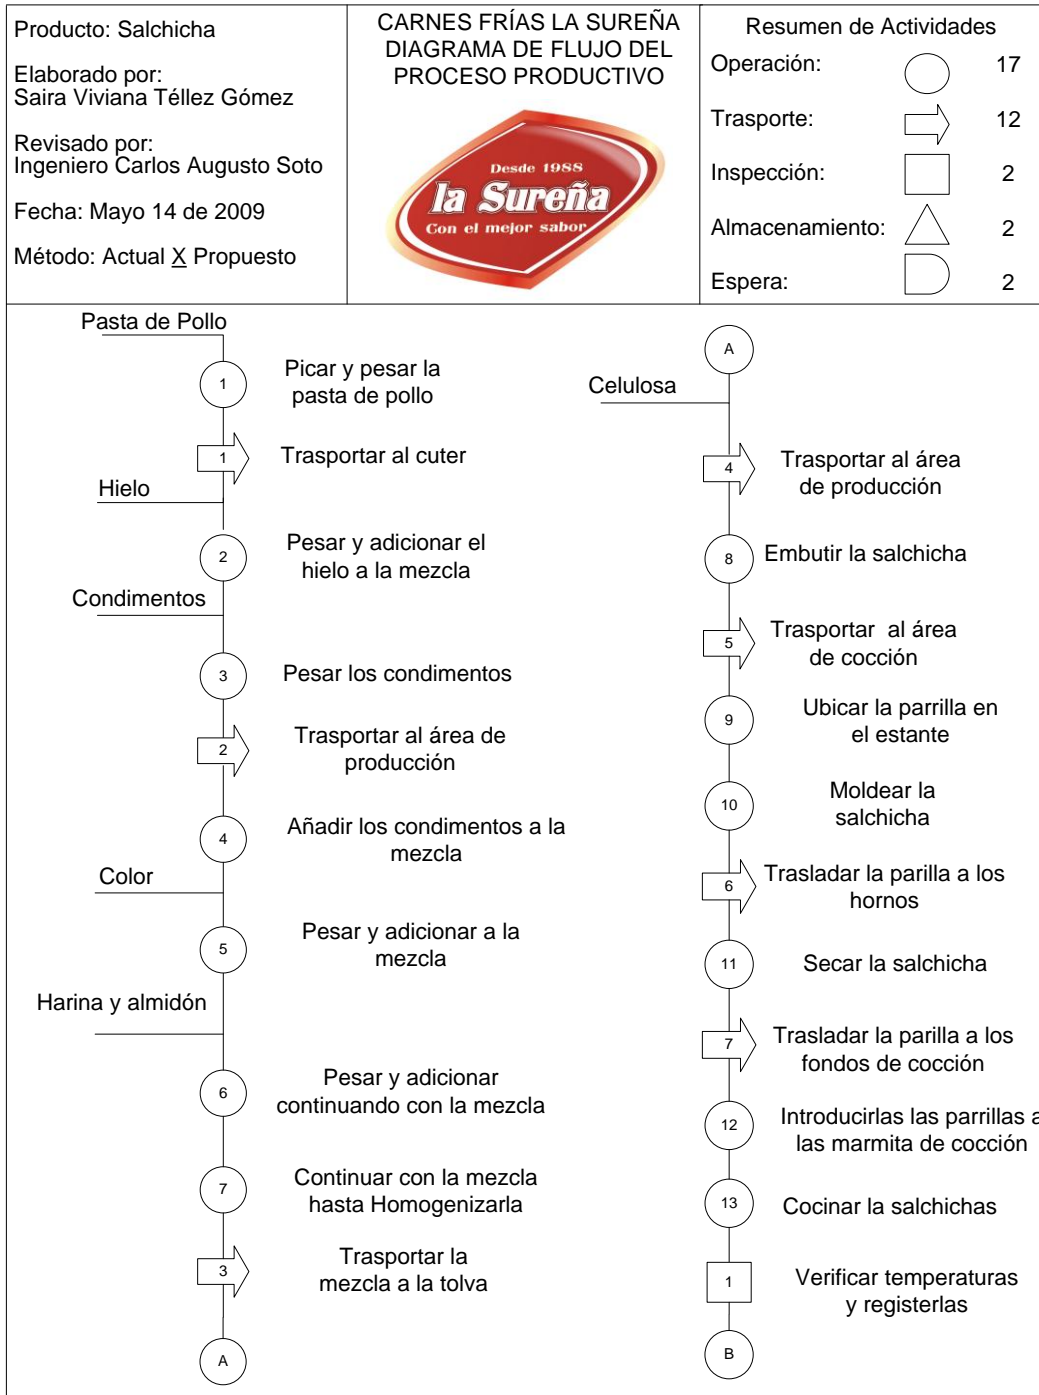 Producto: Salchicha
Elaborado por:
Saira Viviana Téllez Gómez
Revisado por:
Ingeniero Carlos Augusto Soto
Fecha: Mayo 14 de 2009
Método: Actual X Propuesto
CARNES FRÍAS LA SUREÑA
DIAGRAMA DE FLUJO DEL
PROCESO PRODUCTIVO
Desde 1988
la Sureña
Con el mejor sabor
Resumen de Actividades
Operación: 17
Trasporte: 12
Inspección: 2
Almacenamiento: 2
Espera: 2
Pasta de Pollo
1
Picar y pesar la
pasta de pollo
1
Trasportar al cuter
Hielo
2
Pesar y adicionar el
hielo a la mezcla
Condimentos
3
Pesar los condimentos
2
Trasportar al área de
producción
4
Añadir los condimentos a la
mezcla
Color
5
Pesar y adicionar a la
mezcla
Harina y almidón
6
Pesar y adicionar
continuando con la mezcla
7
Continuar con la mezcla
hasta Homogenizarla
3
Trasportar la
mezcla a la tolva
A
A
Celulosa
4
Trasportar al área
de producción
8
Embutir la salchicha
5
Trasportar al área
de cocción
9
Ubicar la parrilla en
el estante
10
Moldear la
salchicha
6
Trasladar la parilla a los
hornos
11
Secar la salchicha
7
Trasladar la parilla a los
fondos de cocción
12
Introducirlas las parrillas a
las marmita de cocción
13
Cocinar la salchichas
1
Verificar temperaturas
y registerlas
B